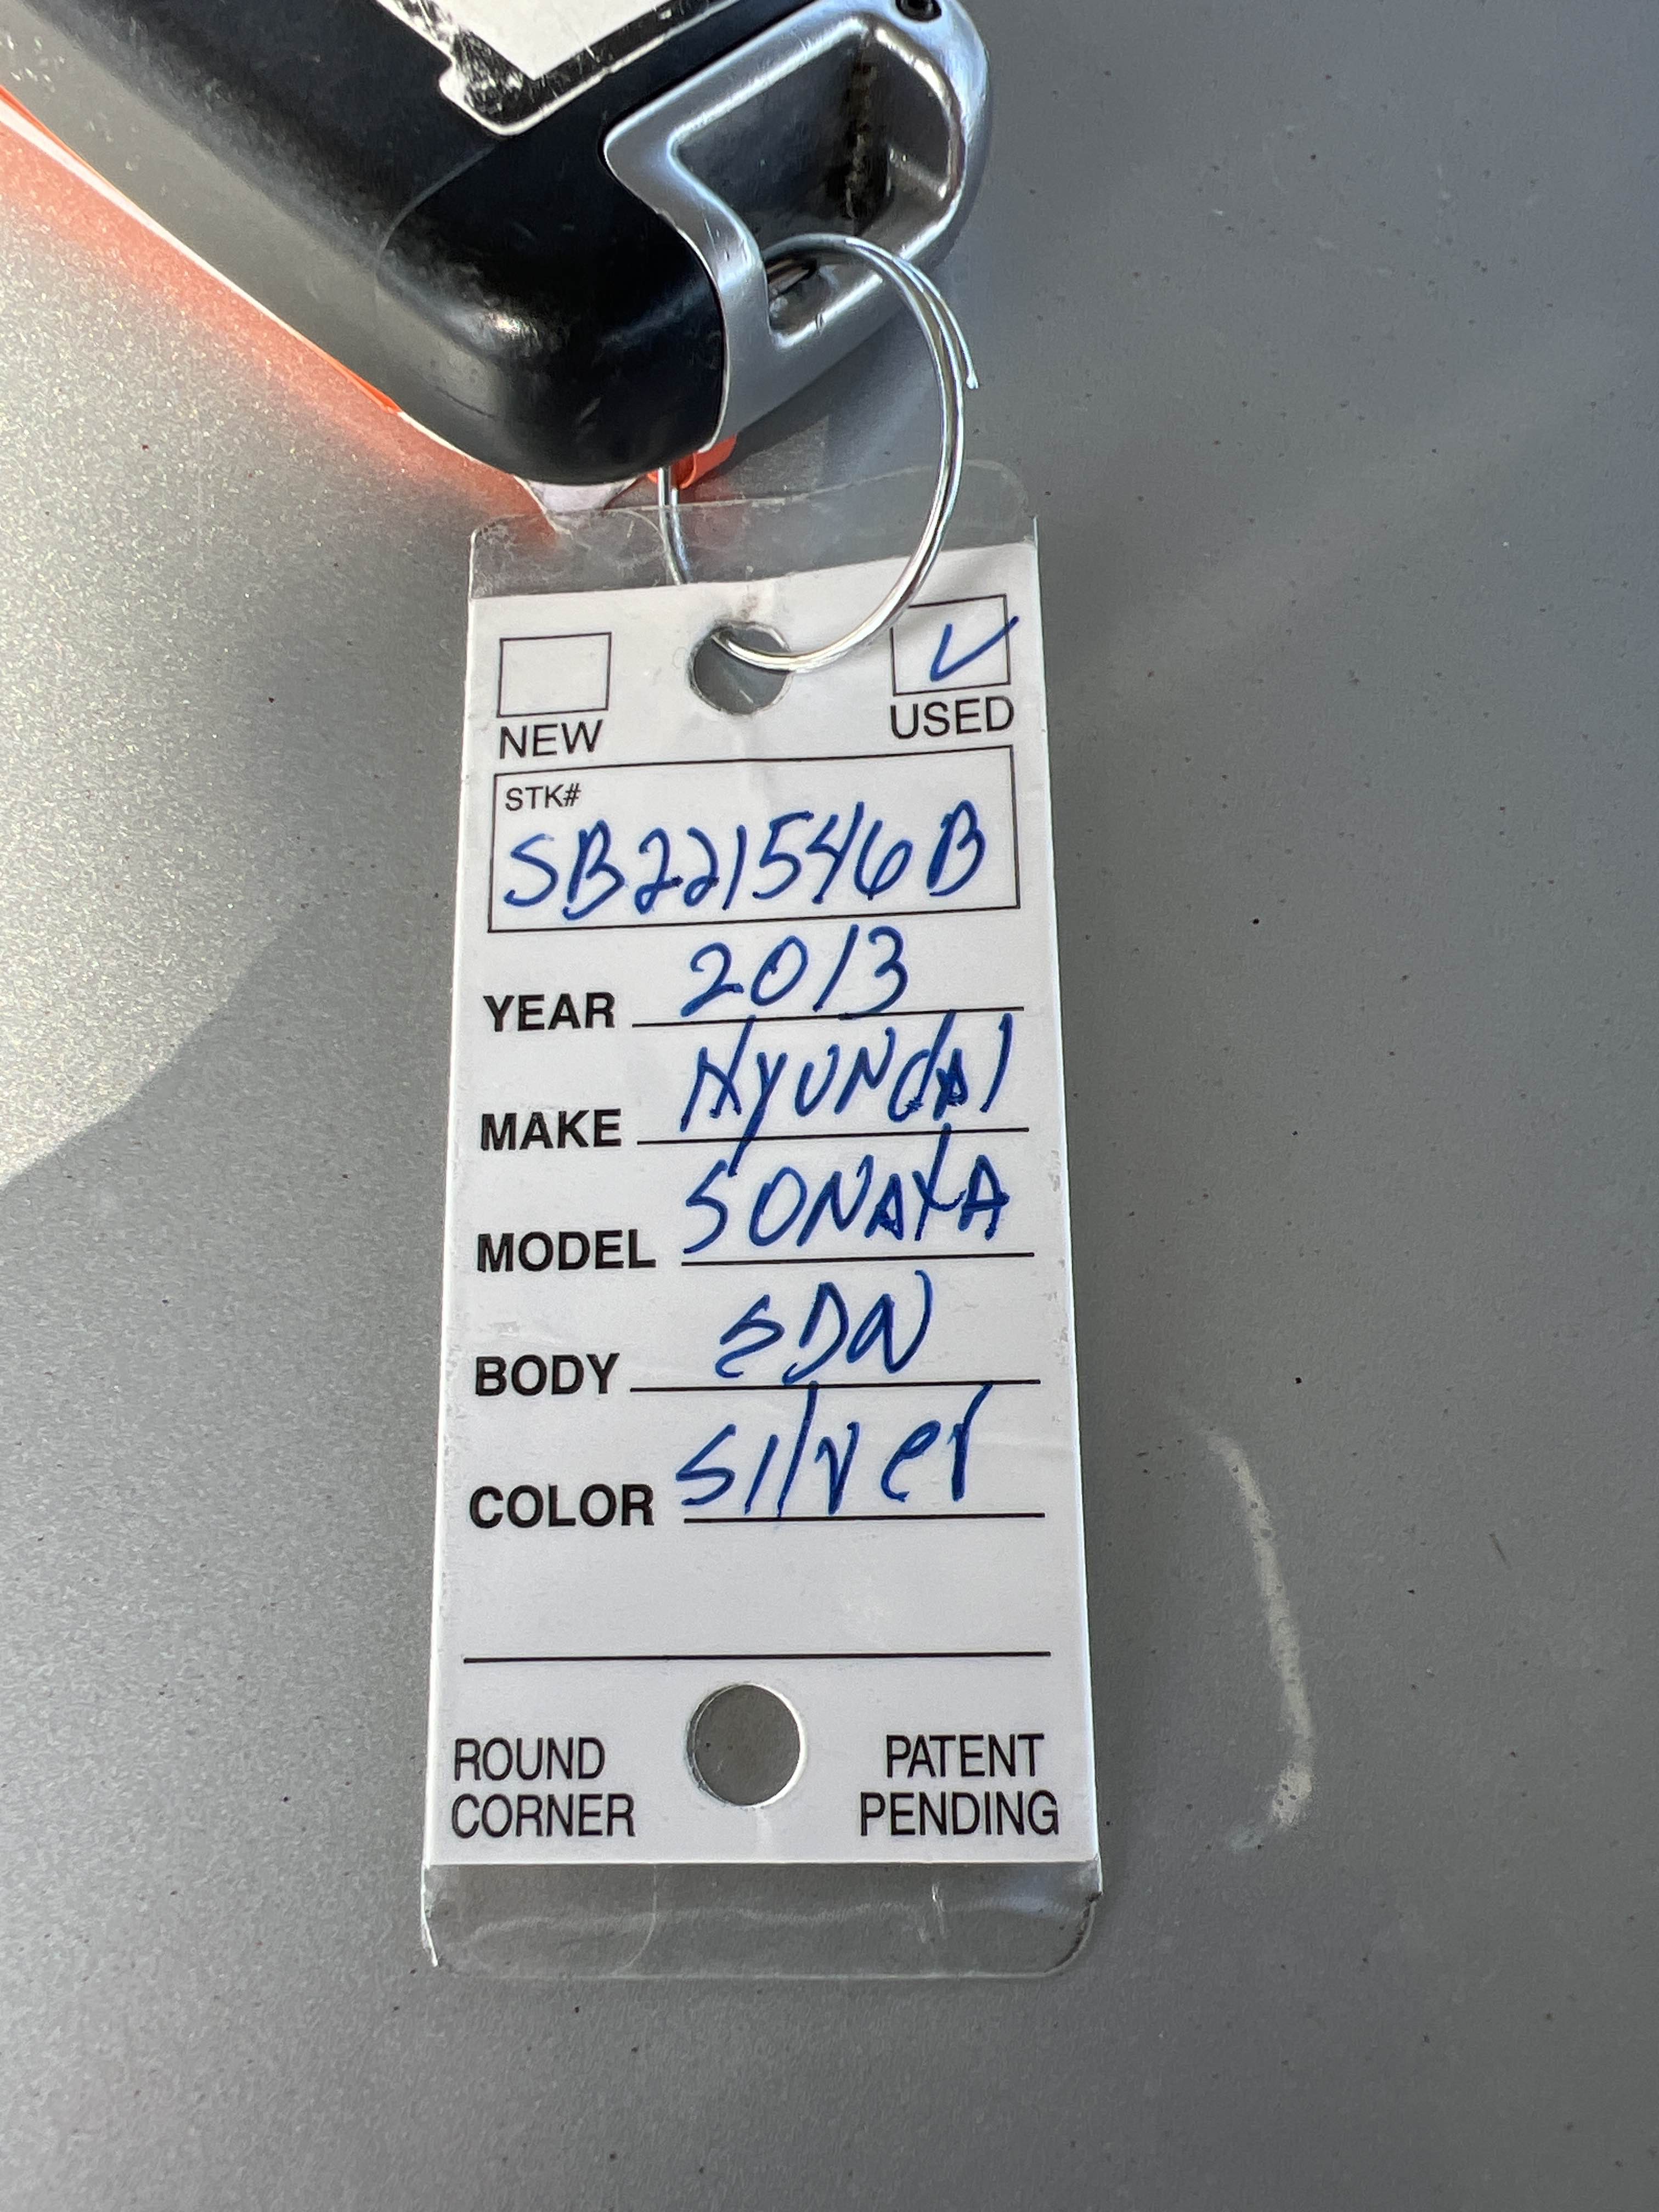 NEW USED
STK#
SB221546B
YEAR 2013
MAKE HYUNdAI
MODEL SONATA
BODY SDN
COLOR SIlver
ROUND CORNER
PATENT PENDING